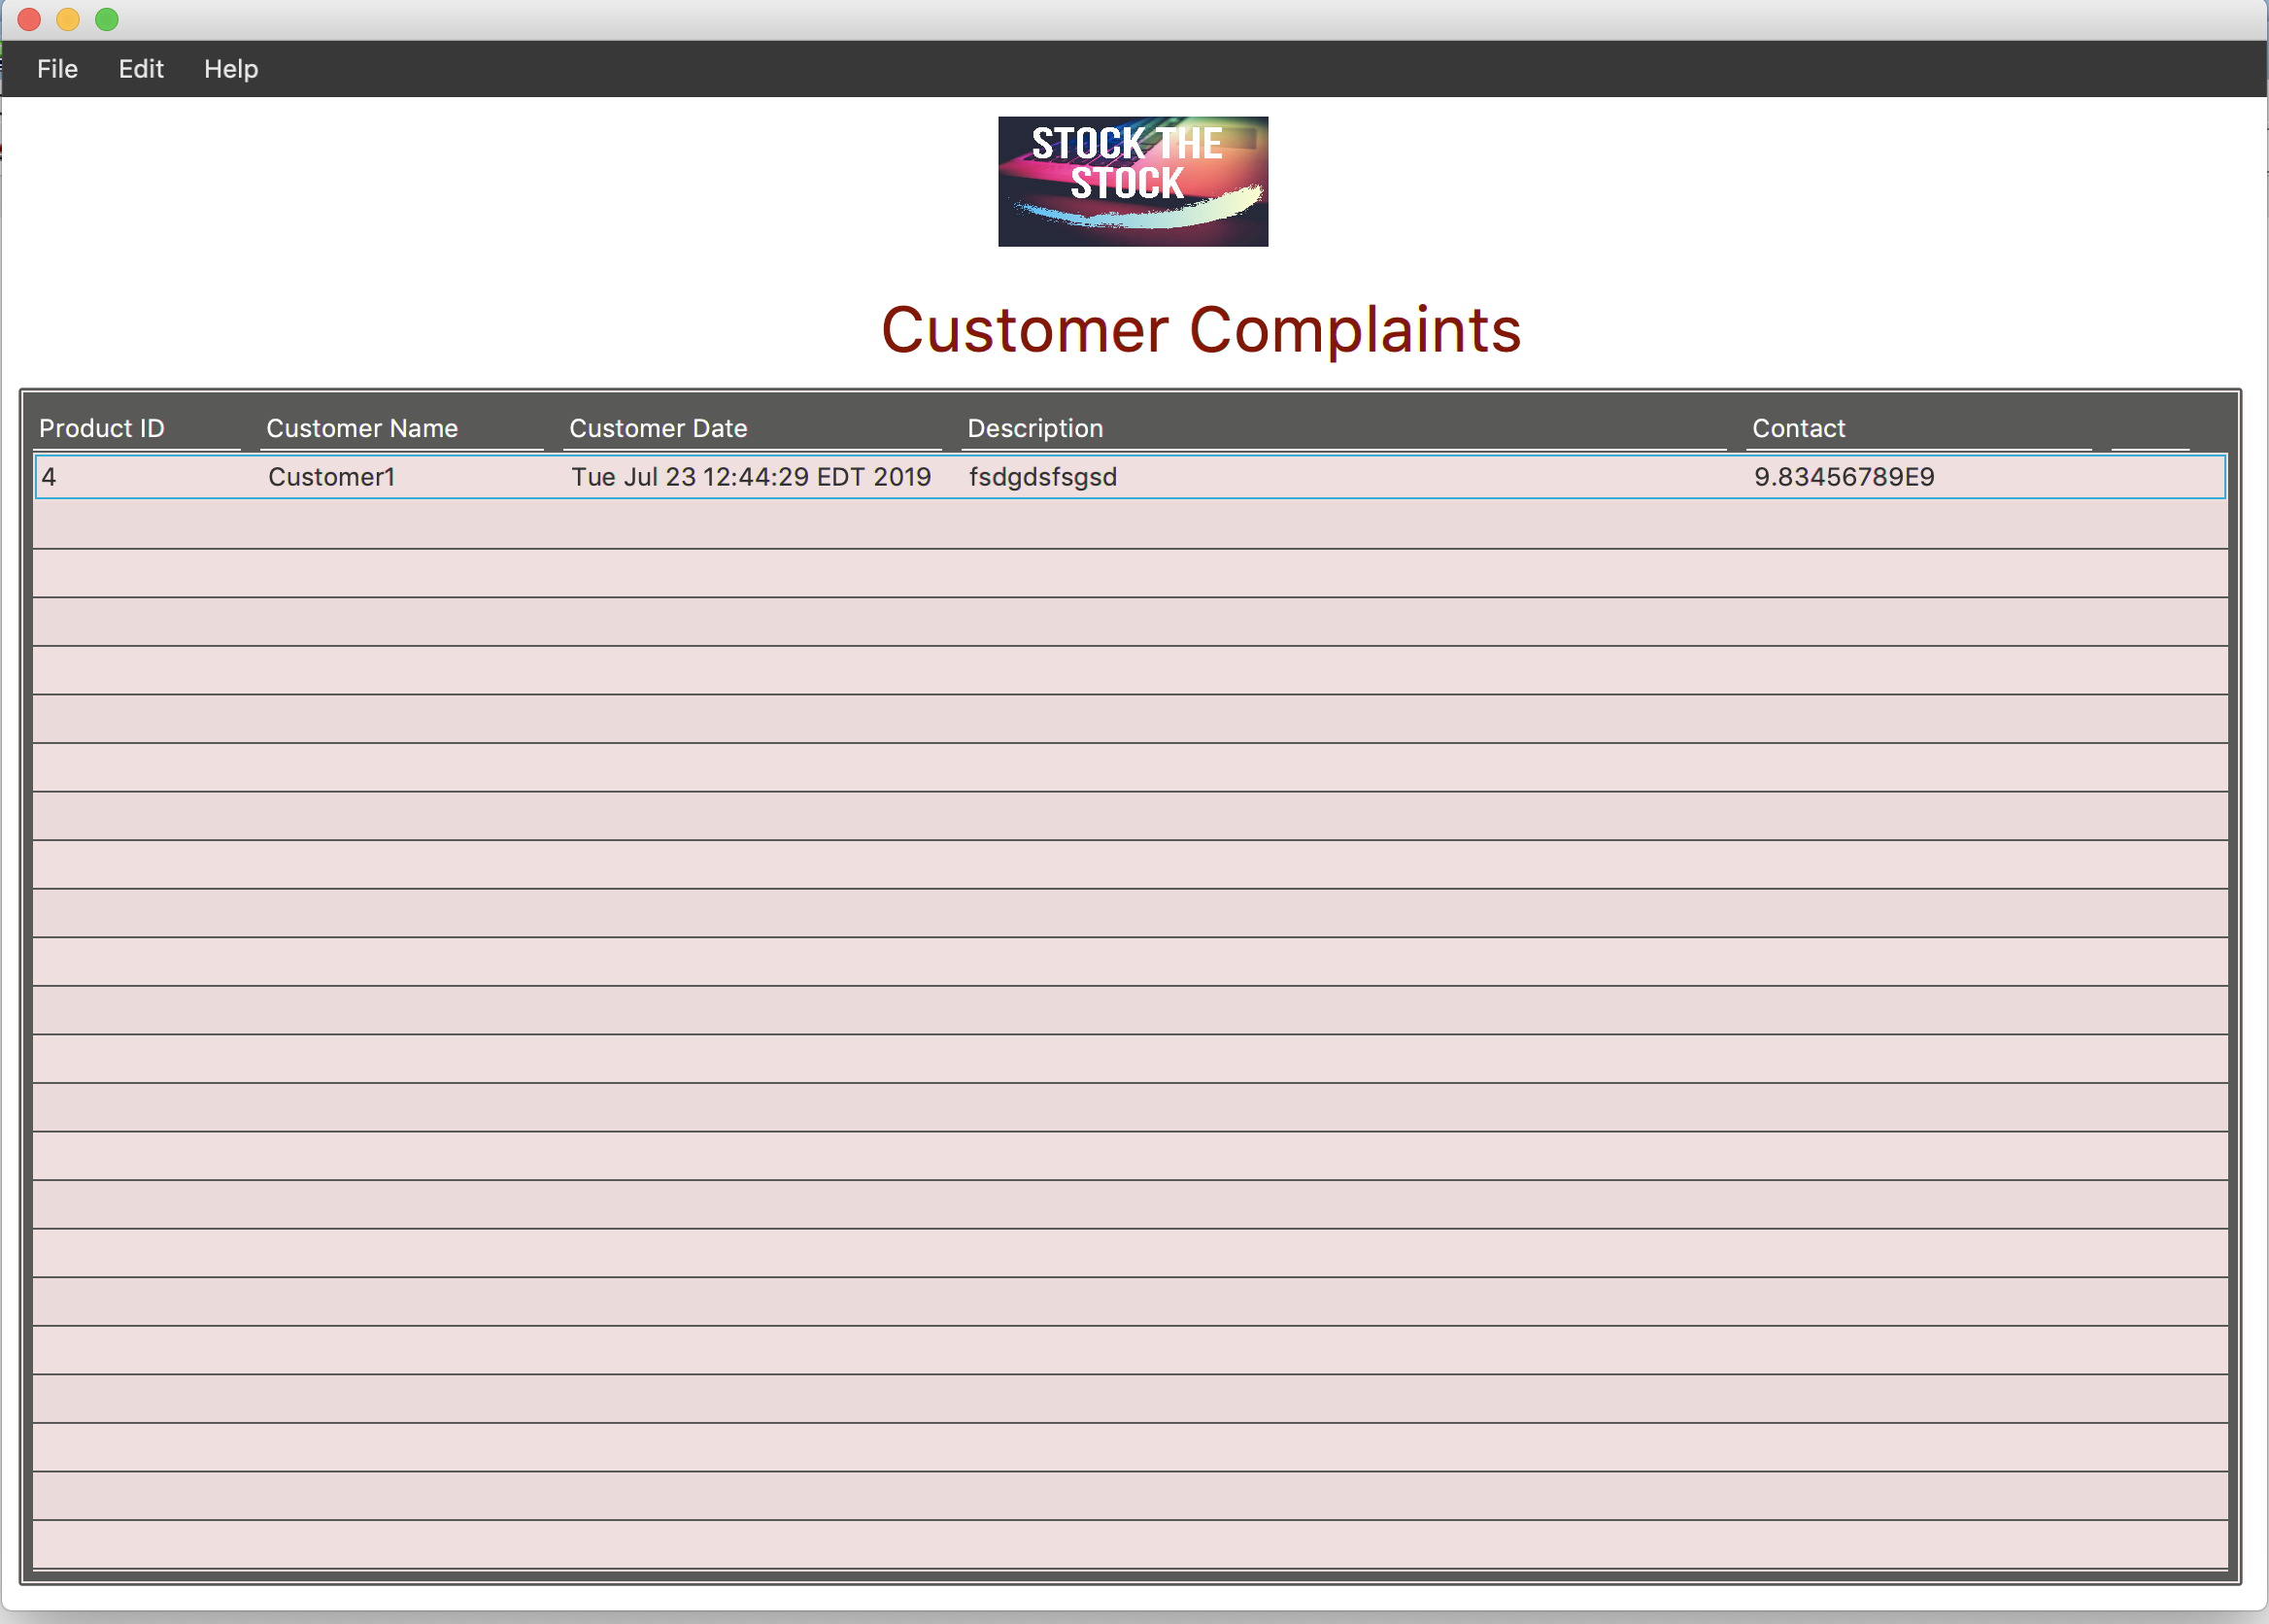 File Edit Help
STOCK THE
STOCK
Customer Complaints
Product ID Customer Name Customer Date Description Contact
4 Customer1 Tue Jul 23 12:44:29 EDT 2019 fsdgdsfsgsd 9.83456789E9